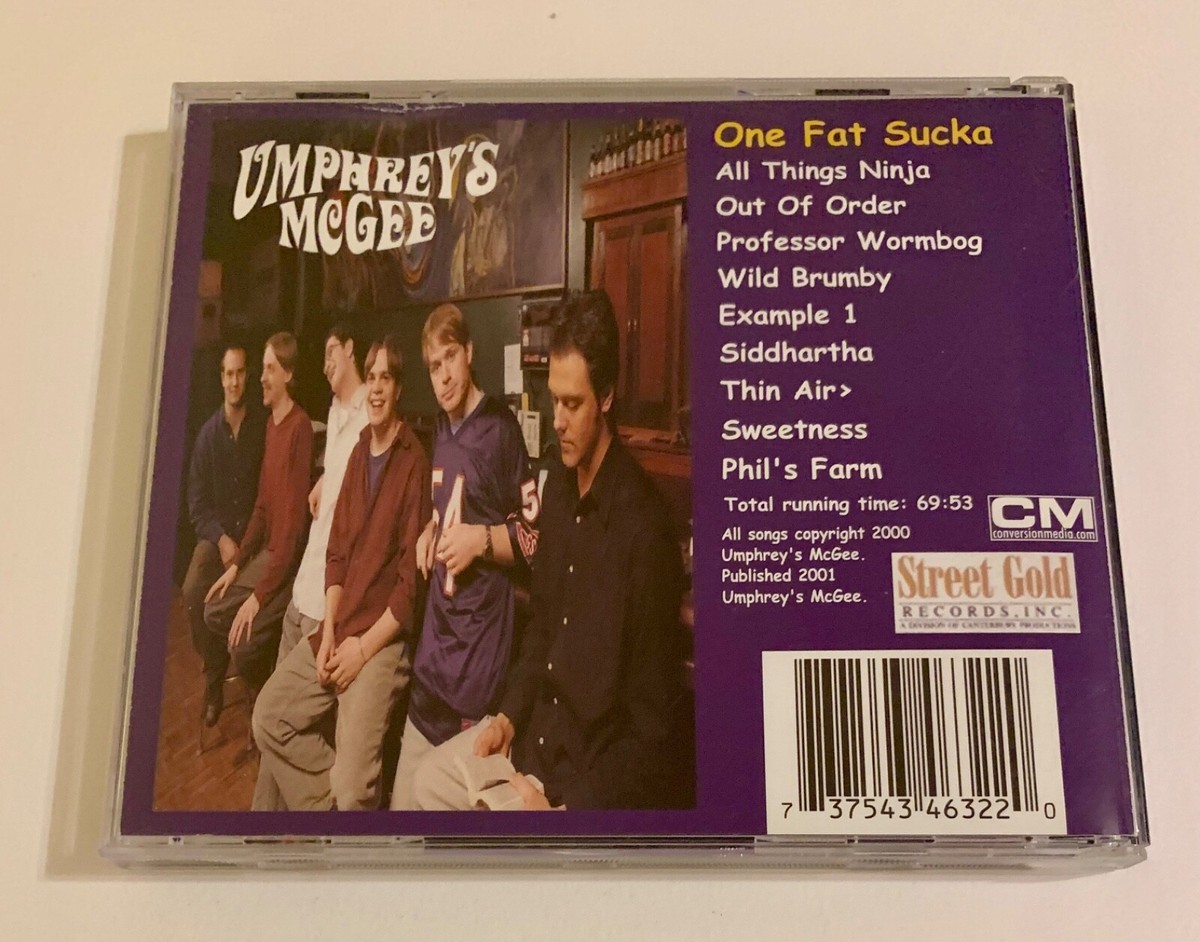 UMPHREY'S
MCGEE
One Fat Sucka
All Things Ninja
Out Of Order
Professor Wormbog
Wild Brumby
Example 1
Siddhartha
Thin Air>
Sweetness
Phil's Farm
Total running time: 69:53
CM
conversionmedia.com
All songs copyright 2000
Umphrey's McGee.
Published 2001
Umphrey's McGee.
Street Gold
RECORDS, INC.
A DIVISION OF CANTERBURY PRODUCTIONS
54
5
7 37543 46322 0